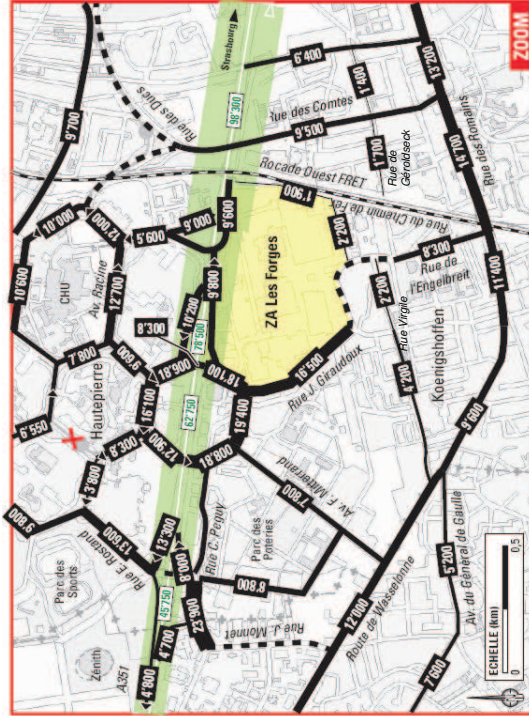 ZOOM
Strasbourg
9'700
98'300
6'400
1'400
13'200
Rue des Ducs
Rue des Comtes
9'500
1'700
Rue de
Géroldseck
14'700
Rue des Romains
Rocade Ouest FRET
Rue du Chemin de Fer
10'000
12'000
5'600
6'000
9'600
1'900
2'200
8'300
10'600
CHU
Av. Racine
12'700
10'200
9'800
ZA Les Forges
Rue de
l'Engelbreit
11'400
8'300
78'500
2'200
Rue Virgile
7'800
9'600
18'900
18'100
16'500
Rue J. Giraudoux
4'200
Koenigshoffen
6'550
Hautepierre
16'100
62'750
19'400
9'600
8'300
12'900
18'800
3'800
7'800
Av. F. Mitterrand
9'800
13'600
Rue E. Rostand
13'300
Rue C. Peguy
Parc des
Poteries
Parc des
Sports
8'000
8'800
5'200
Av. du Général de Gaulle
45'750
23'900
12'000
Route de Wasselonne
Zénith
4'700
Rue J. Monnet
A351
4'800
7'600
ECHELLE (km)
0
0,5